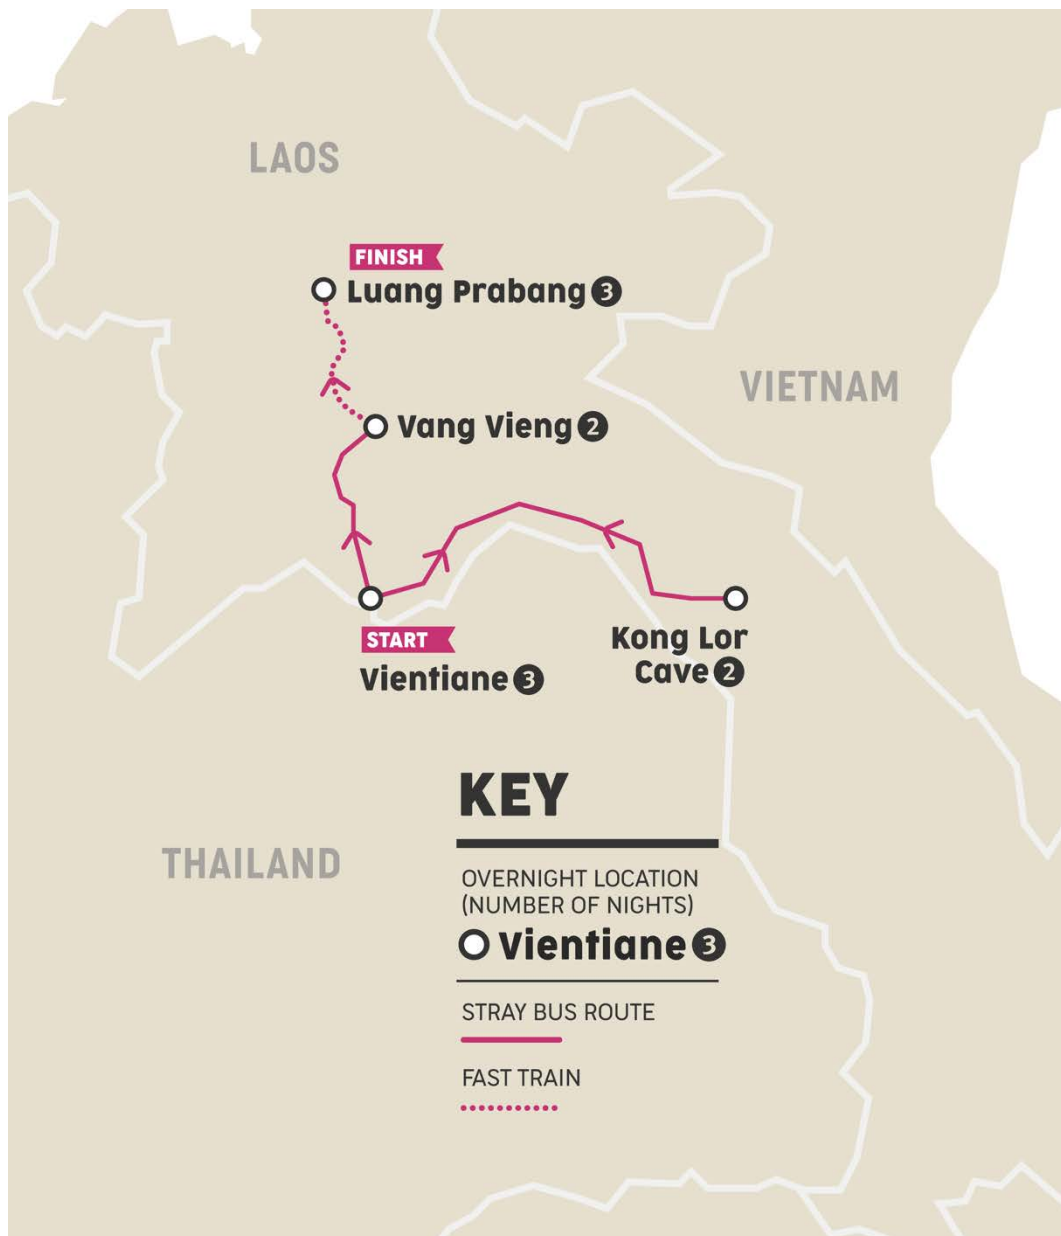 LAOS
FINISH
Luang Prabang 3
VIETNAM
Vang Vieng 2
START
Vientiane 3
Kong Lor
Cave 2
THAILAND
KEY
OVERNIGHT LOCATION
(NUMBER OF NIGHTS)
Vientiane 3
STRAY BUS ROUTE
FAST TRAIN